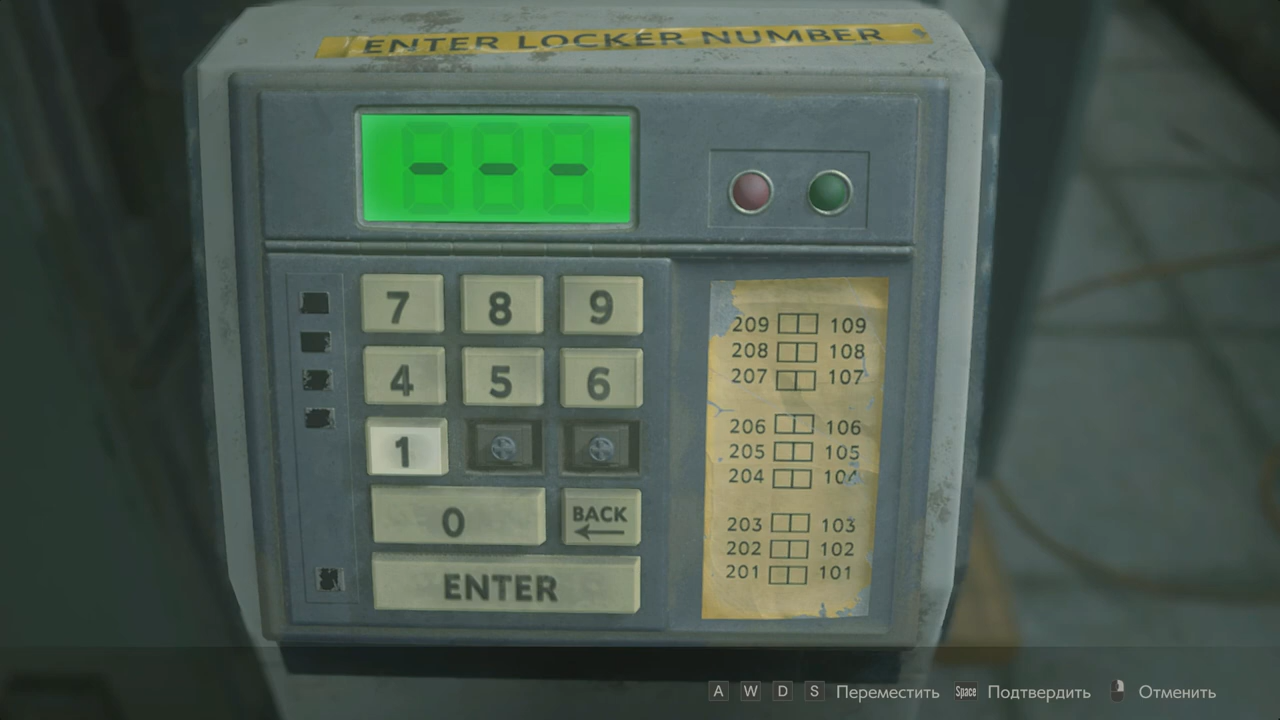 ENTER LOCKER NUMBER
- - -
7 8 9
4 5 6
1
0 BACK
ENTER
209 109
208 108
207 107
206 106
205 105
204 104
203 103
202 102
201 101
A W D S Переместить Space Подтвердить Отменить